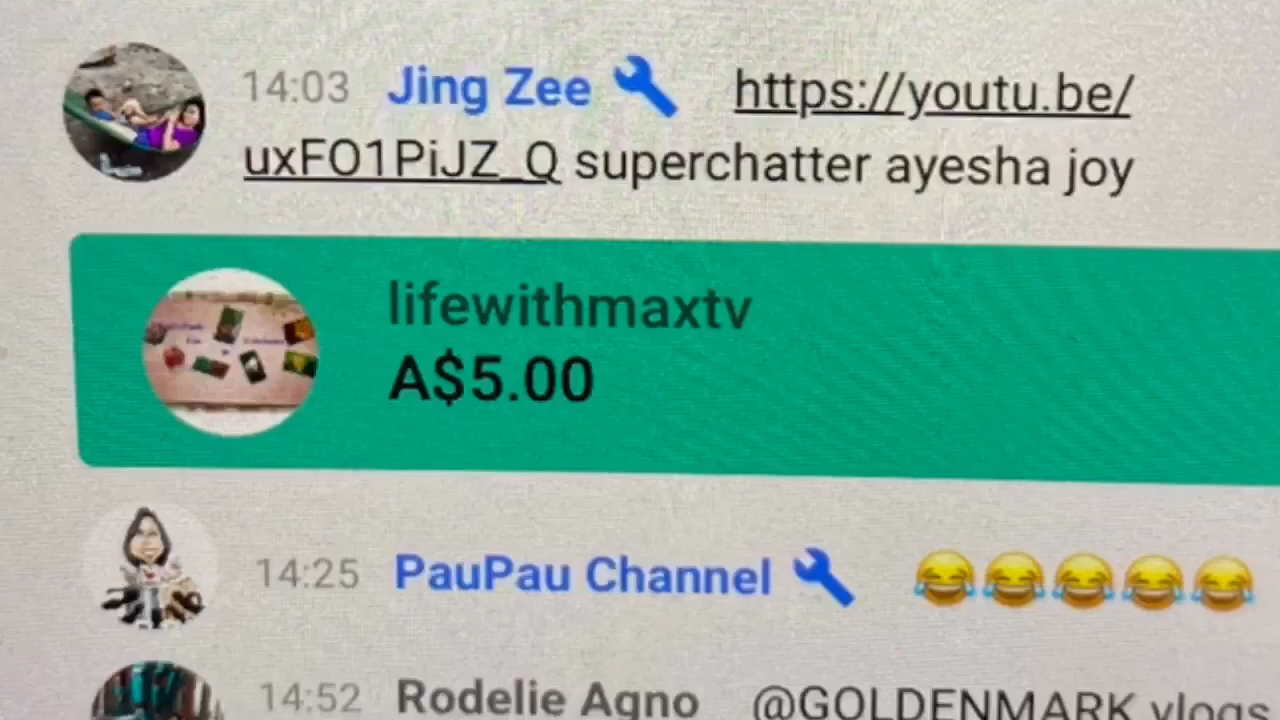 14:03 Jing Zee https://youtu.be/
uxFO1PiJZ_Q superchatter ayesha joy
lifewithmaxtv
A$5.00
14:25 PauPau Channel 😂😂😂😂😂
14:52 Rodelie Agno @GOLDENMARK vlogs